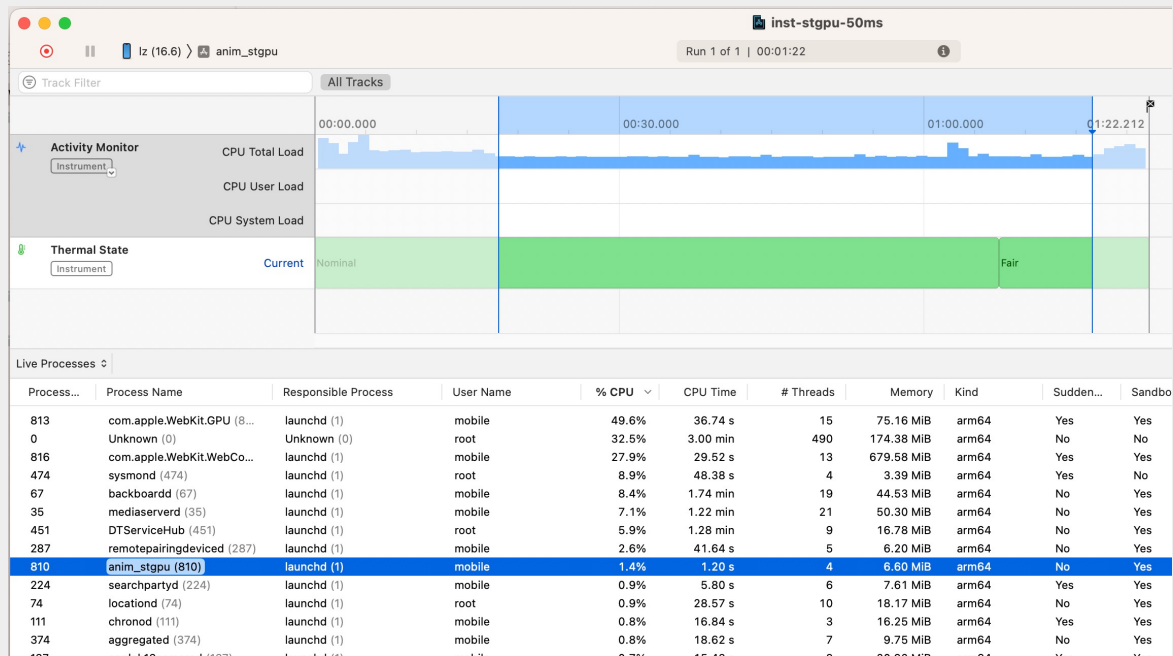 inst-stgpu-50ms
lz (16.6) 〉 anim_stgpu Run 1 of 1 | 00:01:22
Track Filter All Tracks
00:00.000 00:30.000 01:00.000 01:22.212
Activity Monitor CPU Total Load
Instrument
CPU User Load
CPU System Load
Thermal State
Instrument Current Nominal Fair
Live Processes
Process... Process Name Responsible Process User Name % CPU CPU Time # Threads Memory Kind Sudden... Sandbo
813 com.apple.WebKit.GPU (8... launchd (1) mobile 49.6% 36.74 s 15 75.16 MiB arm64 Yes Yes
0 Unknown (0) Unknown (0) root 32.5% 3.00 min 490 174.38 MiB arm64 No No
816 com.apple.WebKit.WebCo... launchd (1) mobile 27.9% 29.52 s 13 679.58 MiB arm64 Yes Yes
474 sysmond (474) launchd (1) root 8.9% 48.38 s 4 3.39 MiB arm64 Yes No
67 backboardd (67) launchd (1) mobile 8.4% 1.74 min 19 44.53 MiB arm64 No Yes
35 mediaserverd (35) launchd (1) mobile 7.1% 1.22 min 21 50.30 MiB arm64 No Yes
451 DTServiceHub (451) launchd (1) root 5.9% 1.28 min 9 16.78 MiB arm64 No Yes
287 remotepairingdeviced (287) launchd (1) mobile 2.6% 41.64 s 5 6.20 MiB arm64 No Yes
810 anim_stgpu (810) launchd (1) mobile 1.4% 1.20 s 4 6.60 MiB arm64 No Yes
224 searchpartyd (224) launchd (1) mobile 0.9% 5.80 s 6 7.61 MiB arm64 Yes Yes
74 locationd (74) launchd (1) root 0.9% 28.57 s 10 18.17 MiB arm64 No Yes
111 chronod (111) launchd (1) mobile 0.8% 16.84 s 3 16.25 MiB arm64 Yes Yes
374 aggregated (374) launchd (1) mobile 0.8% 18.62 s 7 9.75 MiB arm64 No Yes